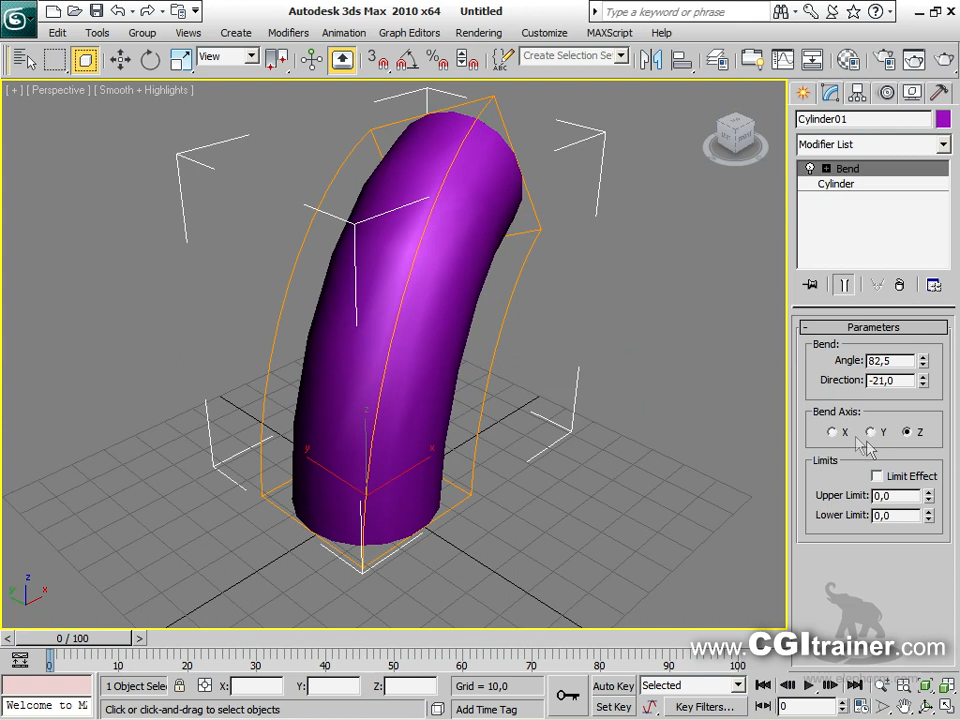 Autodesk 3ds Max 2010 x64 Untitled
Type a keyword or phrase
Edit Tools Group Views Create Modifiers Animation Graph Editors Rendering Customize MAXScript Help
View
Create Selection Se
[ + ] [ Perspective ] [ Smooth + Highlights ]
Cylinder01
Modifier List
Bend
Cylinder
Parameters
Bend:
Angle: 82,5
Direction: -21,0
Bend Axis:
X Y Z
Limits
Limit Effect
Upper Limit: 0,0
Lower Limit: 0,0
z
y
x
z
x
www.CGItrainer.com
< 0 / 100 >
0 10 20 30 40 50 60 70 80 90 100
1 Object Selec
X: Y: Z:
Grid = 10,0
Auto Key
Selected
Welcome to M
Click or click-and-drag to select objects
Add Time Tag
Set Key
Key Filters...
0